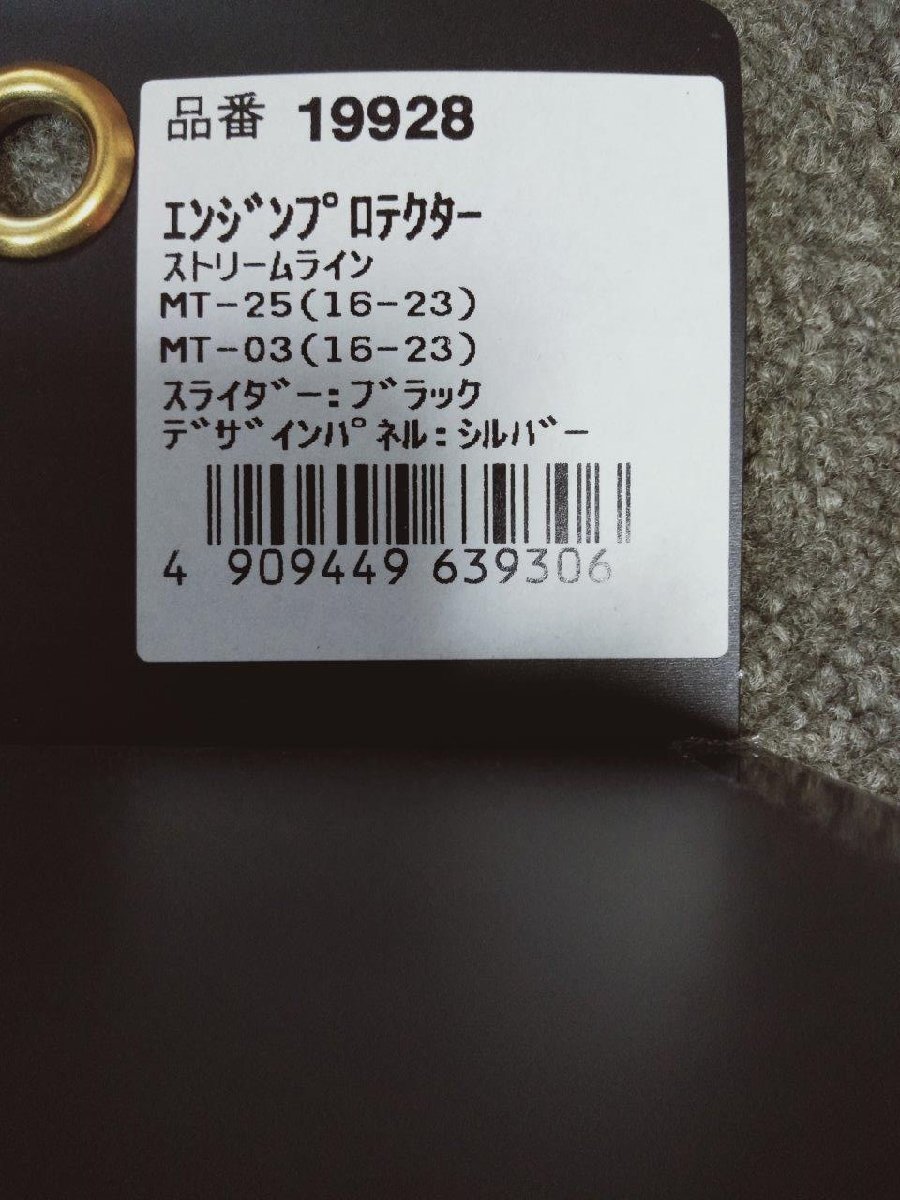 品番 19928
ｴﾝｼﾞﾝﾌﾟﾛﾃｸﾀｰ
ｽﾄﾘｰﾑﾗｲﾝ
MT-25(16-23)
MT-03(16-23)
ｽﾗｲﾀﾞｰ:ﾌﾞﾗｯｸ
ﾃﾞｻﾞｲﾝﾊﾟﾈﾙ:ｼﾙﾊﾞｰ
4 909449 639306